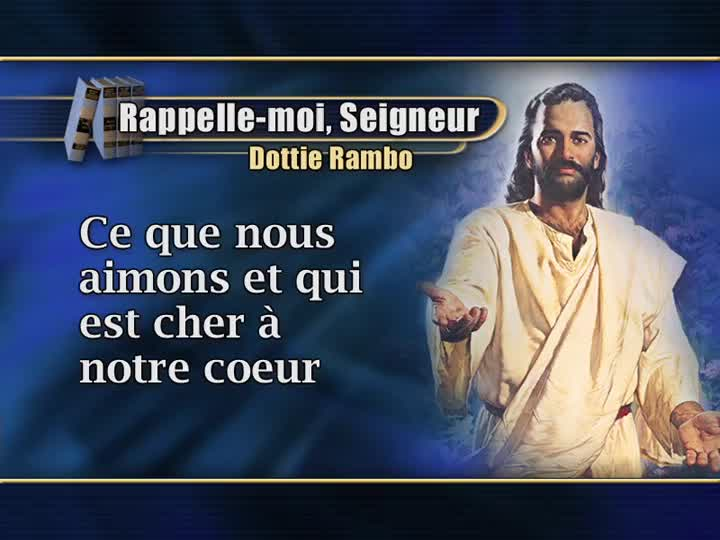 Rappelle-moi, Seigneur
Dottie Rambo
Ce que nous
aimons et qui
est cher à
notre coeur